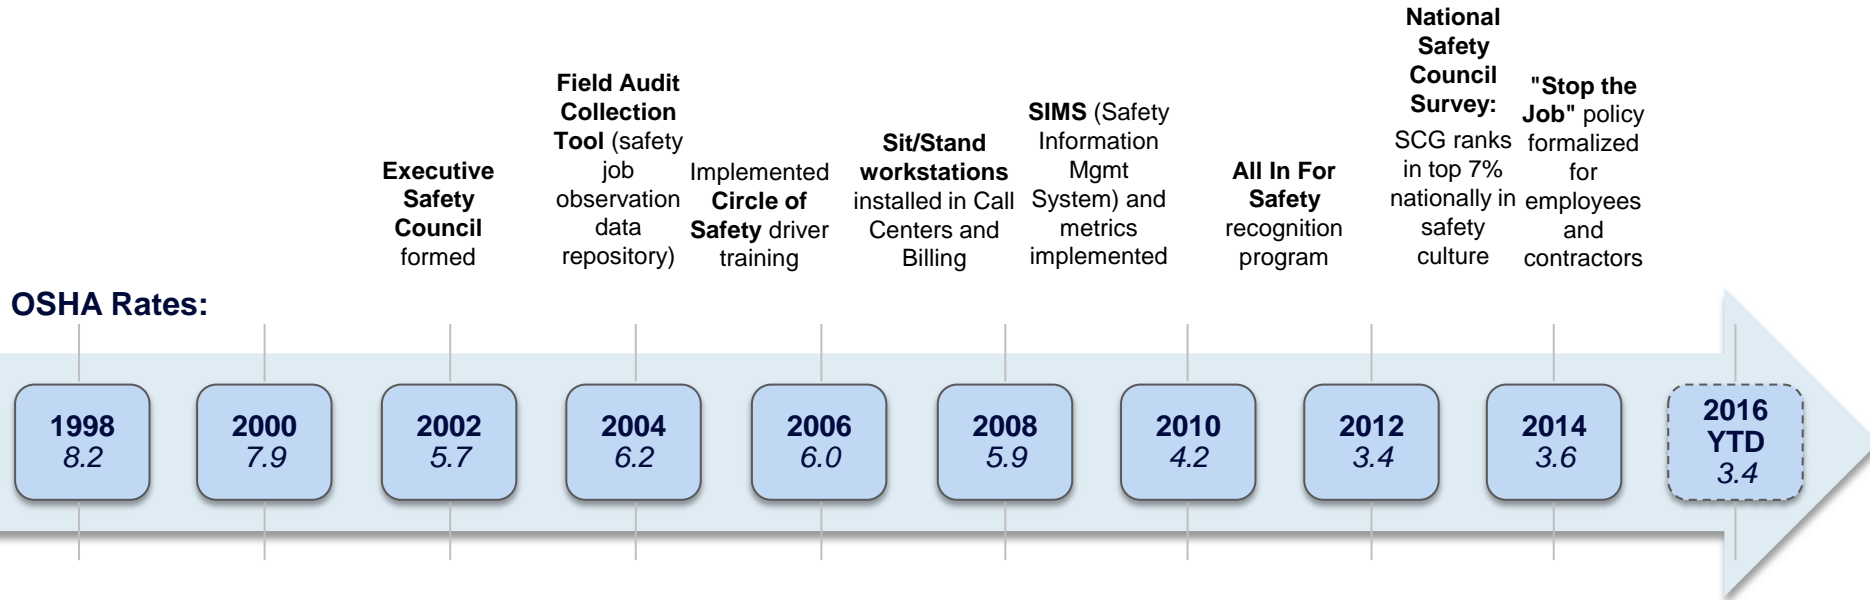 Executive
Safety
Council
formed
Field Audit
Collection
Tool (safety
job
observation
data
repository)
Implemented
Circle of
Safety driver
training
Sit/Stand
workstations
installed in Call
Centers and
Billing
SIMS (Safety
Information
Mgmt
System) and
metrics
implemented
All In For
Safety
recognition
program
National
Safety
Council
Survey:
SCG ranks
in top 7%
nationally in
safety
culture
"Stop the
Job" policy
formalized
for
employees
and
contractors
OSHA Rates:
1998
8.2
2000
7.9
2002
5.7
2004
6.2
2006
6.0
2008
5.9
2010
4.2
2012
3.4
2014
3.6
2016
YTD
3.4